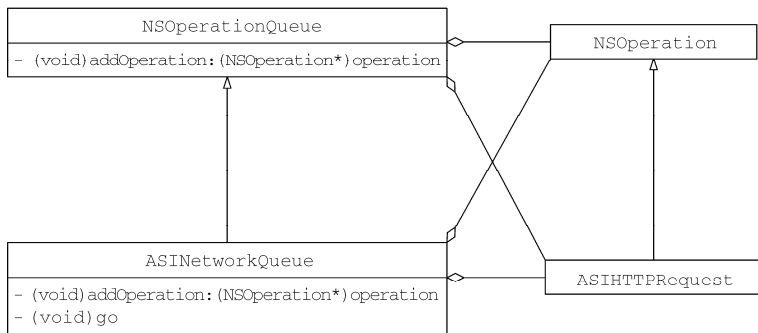 NSOperationQueue
- (void)addOperation:(NSOperation*)operation
NSOperation
ASINetworkQueue
- (void)addOperation:(NSOperation*)operation
- (void)go
ASIHTTPRequest